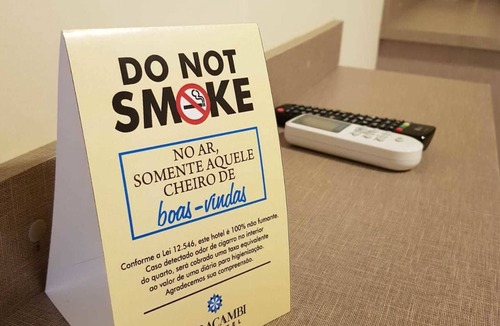 DO NOT
SMOKE
NO AR,
SOMENTE AQUELE
CHEIRO DE
boas-vindas
Conforme a Lei 12.546, este hotel é 100% não fumante.
Caso detectado odor de cigarro no interior
do quarto, será cobrada uma taxa equivalente
ao valor de uma diária para higienização.
Agradecemos sua compreensão.
ACAMBI